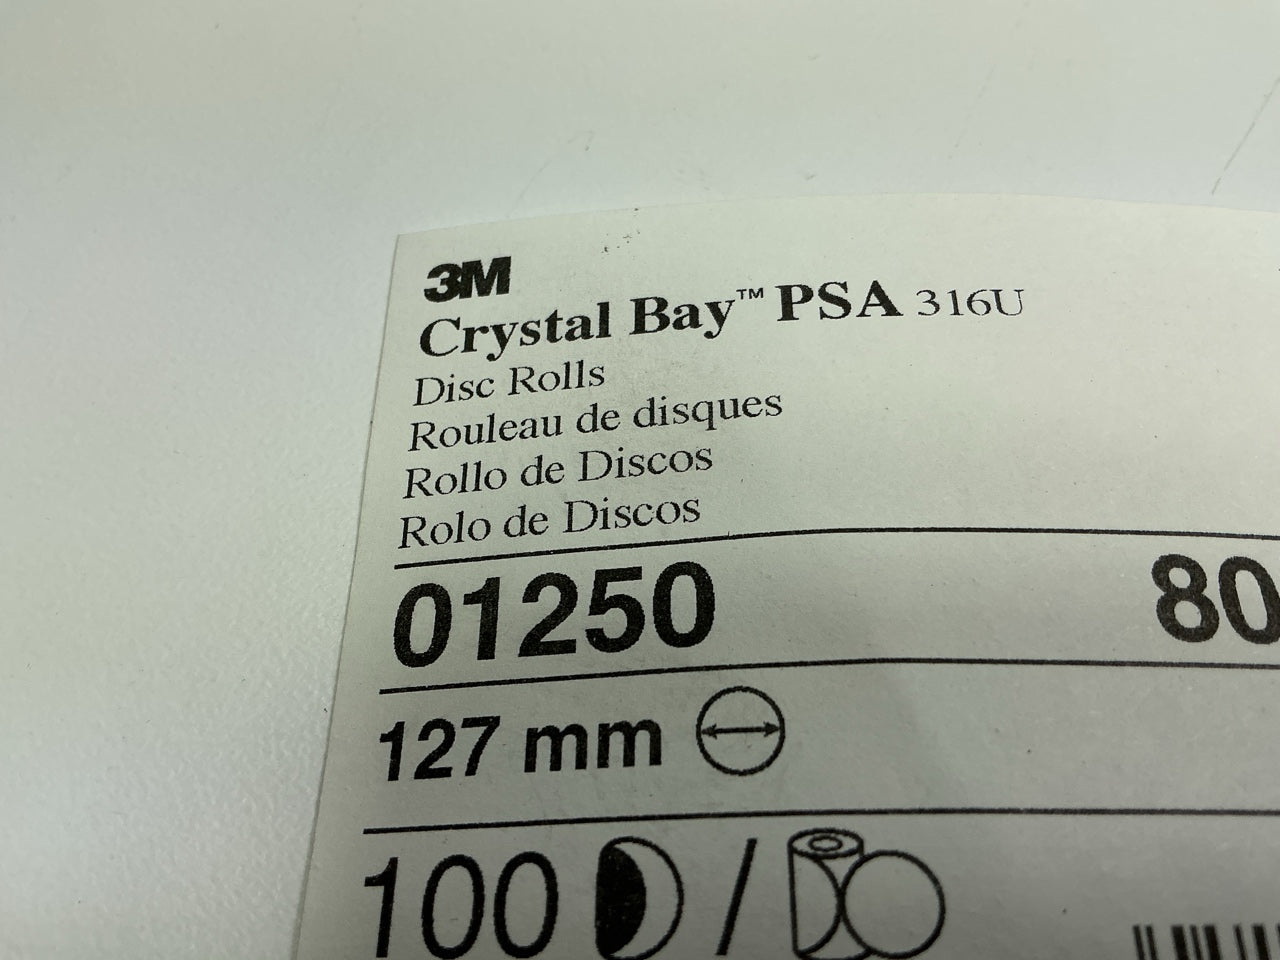 3M
Crystal Bay™ PSA 316U
Disc Rolls
Rouleau de disques
Rollo de Discos
Rolo de Discos
01250 80
127 mm
100 /